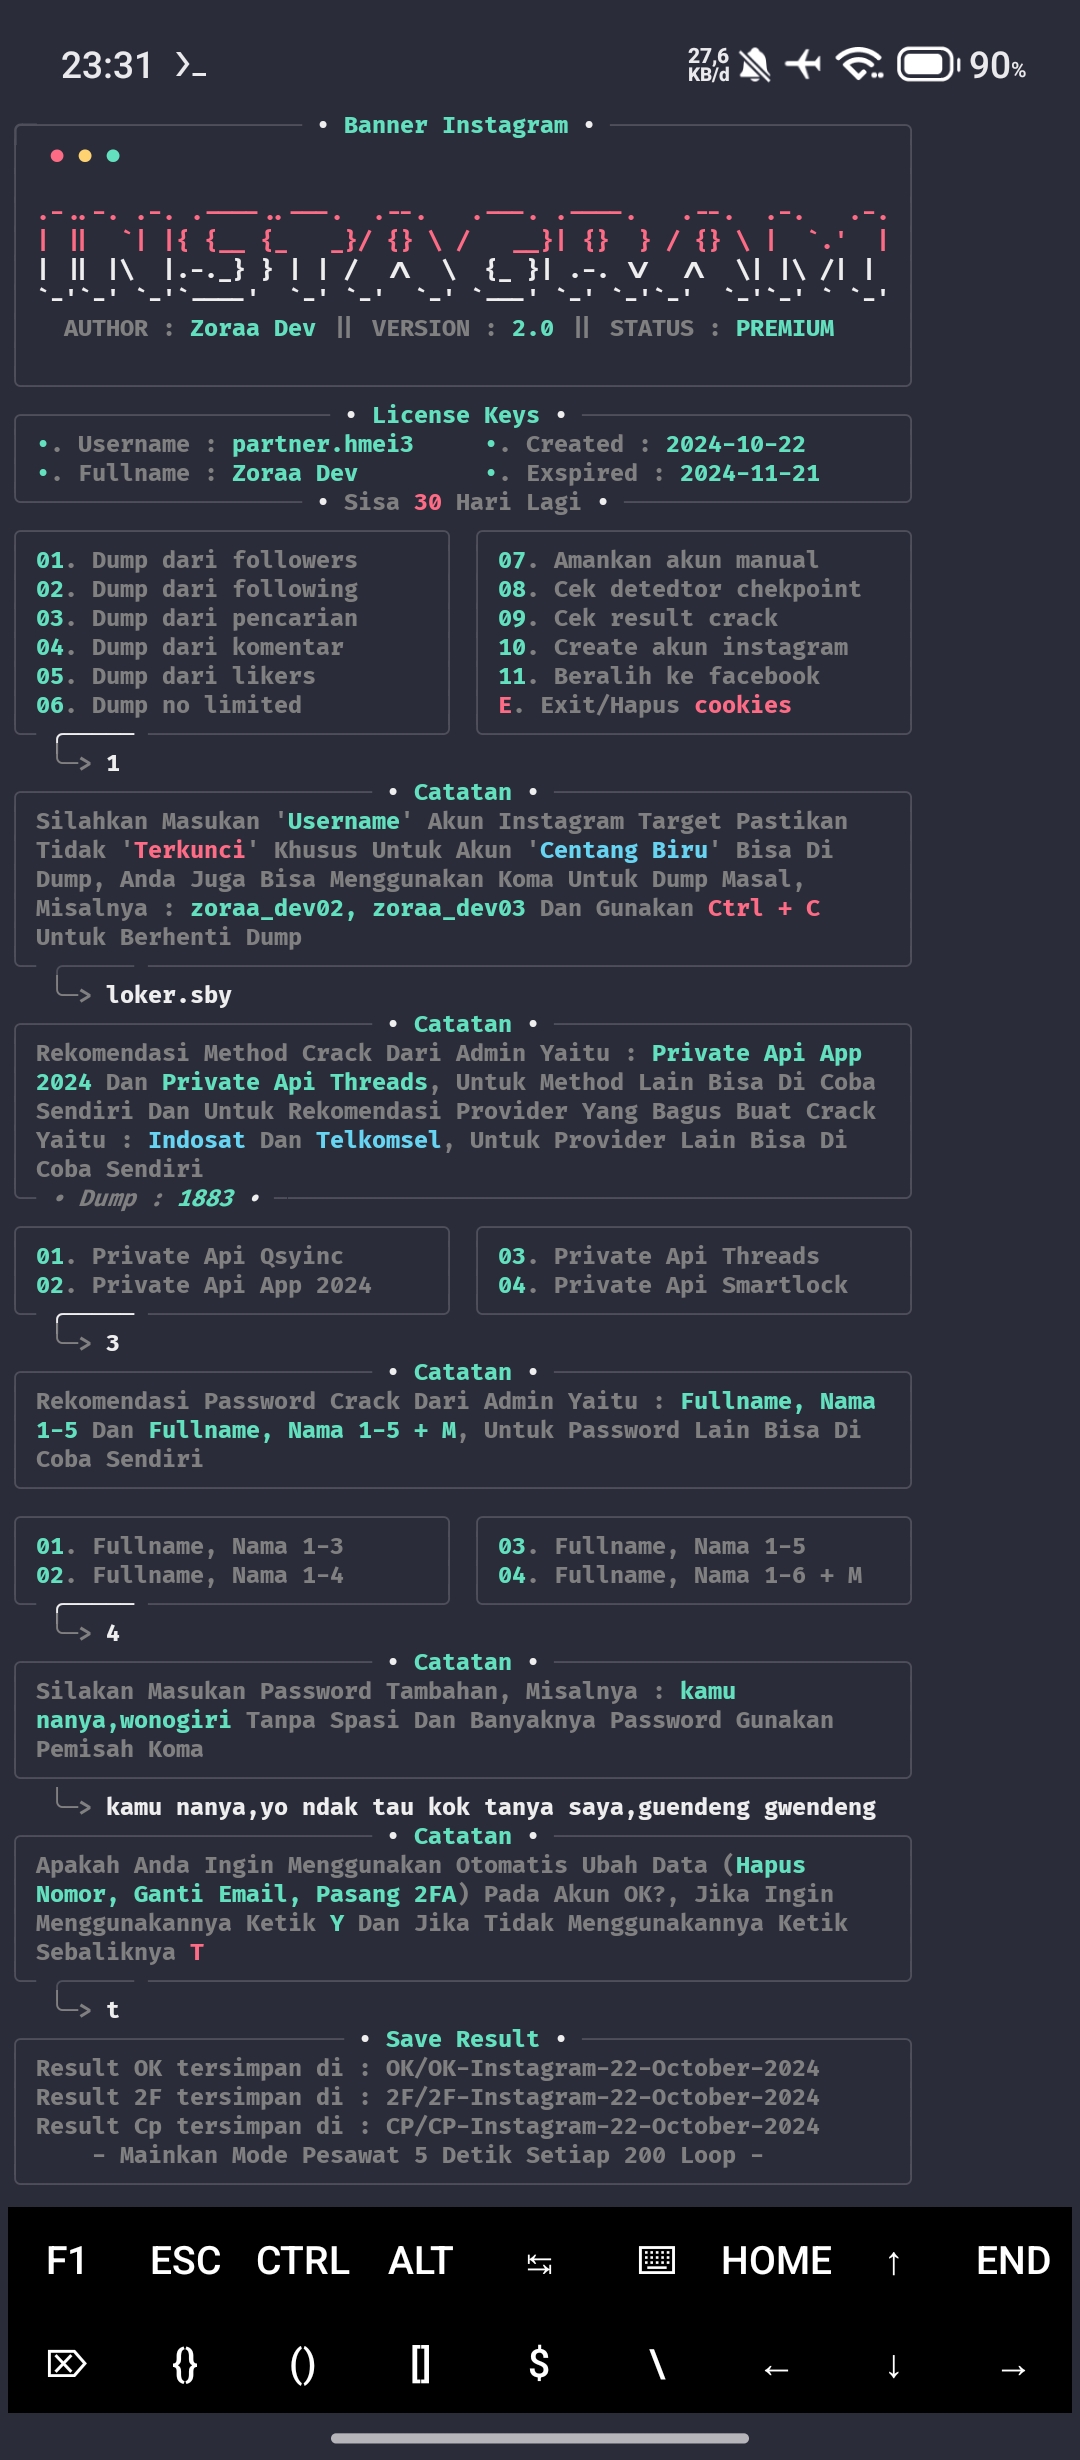 23:31
27,6 KB/d 90%
• Banner Instagram •
AUTHOR : Zoraa Dev || VERSION : 2.0 || STATUS : PREMIUM
• License Keys •
•. Username : partner.hmei3 •. Created : 2024-10-22
•. Fullname : Zoraa Dev •. Exspired : 2024-11-21
• Sisa 30 Hari Lagi •
01. Dump dari followers
02. Dump dari following
03. Dump dari pencarian
04. Dump dari komentar
05. Dump dari likers
06. Dump no limited
07. Amankan akun manual
08. Cek detedtor chekpoint
09. Cek result crack
10. Create akun instagram
11. Beralih ke facebook
E. Exit/Hapus cookies
> 1
• Catatan •
Silahkan Masukan 'Username' Akun Instagram Target Pastikan
Tidak 'Terkunci' Khusus Untuk Akun 'Centang Biru' Bisa Di
Dump, Anda Juga Bisa Menggunakan Koma Untuk Dump Masal,
Misalnya : zoraa_dev02, zoraa_dev03 Dan Gunakan Ctrl + C
Untuk Berhenti Dump
> loker.sby
• Catatan •
Rekomendasi Method Crack Dari Admin Yaitu : Private Api App
2024 Dan Private Api Threads, Untuk Method Lain Bisa Di Coba
Sendiri Dan Untuk Rekomendasi Provider Yang Bagus Buat Crack
Yaitu : Indosat Dan Telkomsel, Untuk Provider Lain Bisa Di
Coba Sendiri
• Dump : 1883 •
01. Private Api Qsyinc
02. Private Api App 2024
03. Private Api Threads
04. Private Api Smartlock
> 3
• Catatan •
Rekomendasi Password Crack Dari Admin Yaitu : Fullname, Nama
1-5 Dan Fullname, Nama 1-5 + M, Untuk Password Lain Bisa Di
Coba Sendiri
01. Fullname, Nama 1-3
02. Fullname, Nama 1-4
03. Fullname, Nama 1-5
04. Fullname, Nama 1-6 + M
> 4
• Catatan •
Silakan Masukan Password Tambahan, Misalnya : kamu
nanya,wonogiri Tanpa Spasi Dan Banyaknya Password Gunakan
Pemisah Koma
> kamu nanya,yo ndak tau kok tanya saya,guendeng gwendeng
• Catatan •
Apakah Anda Ingin Menggunakan Otomatis Ubah Data (Hapus
Nomor, Ganti Email, Pasang 2FA) Pada Akun OK?, Jika Ingin
Menggunakannya Ketik Y Dan Jika Tidak Menggunakannya Ketik
Sebaliknya T
> t
• Save Result •
Result OK tersimpan di : OK/OK-Instagram-22-October-2024
Result 2F tersimpan di : 2F/2F-Instagram-22-October-2024
Result Cp tersimpan di : CP/CP-Instagram-22-October-2024
- Mainkan Mode Pesawat 5 Detik Setiap 200 Loop -
F1 ESC CTRL ALT HOME ↑ END
{} () [] $ \ ← ↓ →